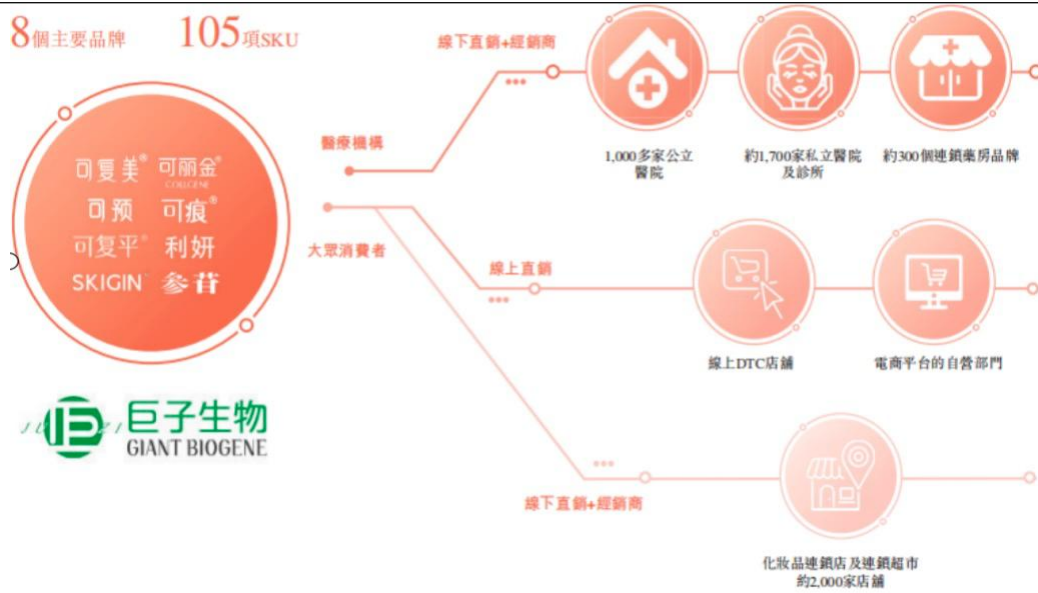 8個主要品牌 105項SKU
可复美® 可丽金®
COLLGENE
可预 可痕®
可复平® 利妍
SKIGIN 参苷
JUZI
巨子生物
GIANT BIOGENE
醫療機構
大眾消費者
線下直銷+經銷商
1,000多家公立
醫院
約1,700家私立醫院
及診所
約300個連鎖藥房品牌
線上直銷
線上DTC店舖
電商平台的自營部門
線下直銷+經銷商
化妝品連鎖店及連鎖超市
約2,000家店舖